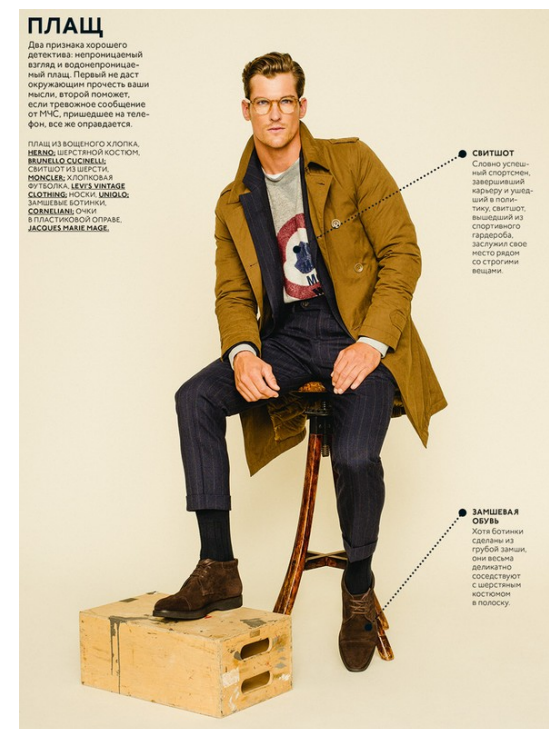 ПЛАЩ
Два признака хорошего
детектива: непроницаемый
взгляд и водонепроницае-
мый плащ. Первый не даст
окружающим прочесть ваши
мысли, второй поможет,
если тревожное сообщение
от МЧС, пришедшее на теле-
фон, все же оправдается.
ПЛАЩ ИЗ ВОЩЕНОГО ХЛОПКА,
HERNO; ШЕРСТЯНОЙ КОСТЮМ,
BRUNELLO CUCINELLI;
СВИТШОТ ИЗ ШЕРСТИ,
MONCLER; ХЛОПКОВАЯ
ФУТБОЛКА, LEVI'S VINTAGE
CLOTHING; НОСКИ, UNIQLO;
ЗАМШЕВЫЕ БОТИНКИ,
CORNELIANI; ОЧКИ
В ПЛАСТИКОВОЙ ОПРАВЕ,
JACQUES MARIE MAGE.
СВИТШОТ
Словно успеш-
ный спортсмен,
завершивший
карьеру и ушед-
ший в поли-
тику, свитшот,
вышедший из
спортивного
гардероба,
заслужил свое
место рядом
со строгими
вещами.
M
ЗАМШЕВАЯ
ОБУВЬ
Хотя ботинки
сделаны из
грубой замши,
они весьма
деликатно
соседствуют
с шерстяным
костюмом
в полоску.